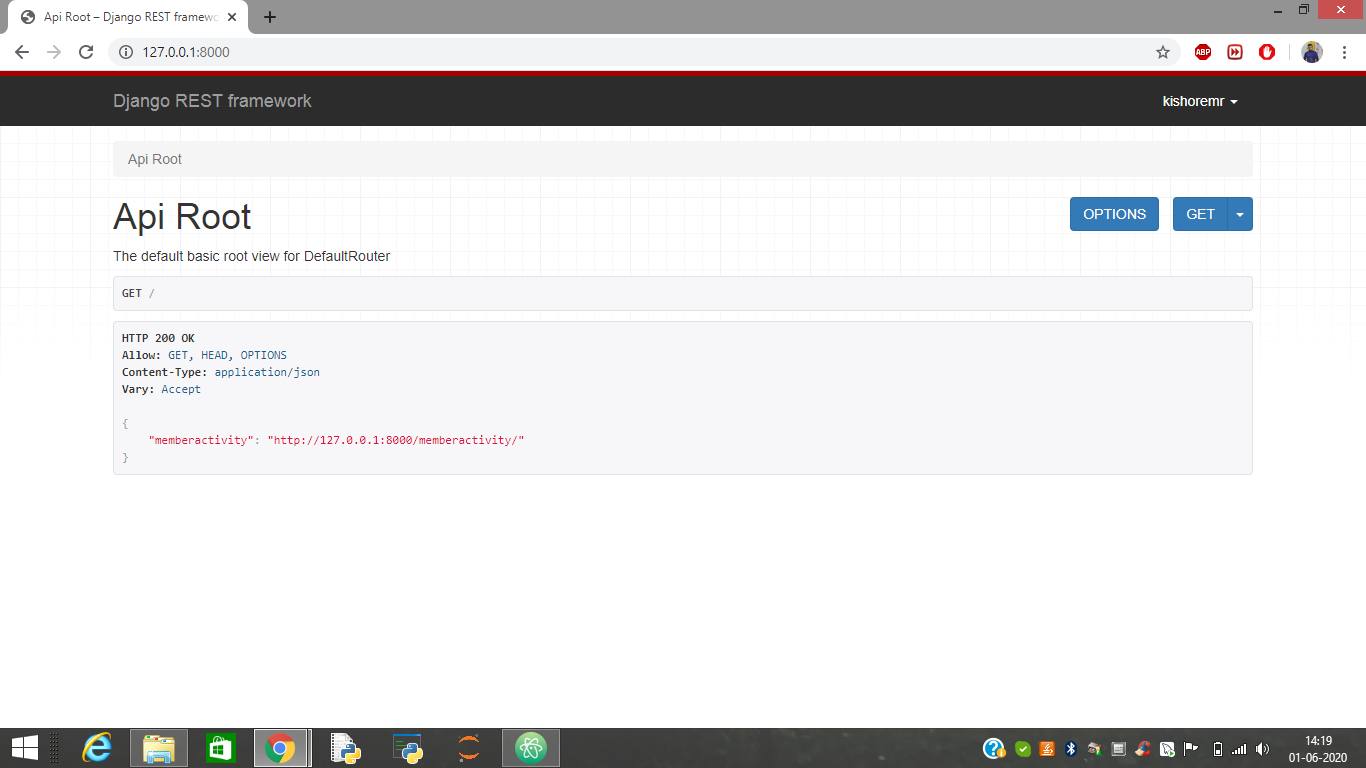 Api Root – Django REST framewo
127.0.0.1:8000
ABP
Django REST framework
kishoremr
Api Root
Api Root
OPTIONS
GET
The default basic root view for DefaultRouter
GET /
HTTP 200 OK
Allow: GET, HEAD, OPTIONS
Content-Type: application/json
Vary: Accept
{
"memberactivity": "http://127.0.0.1:8000/memberactivity/"
}
14:19
01-06-2020